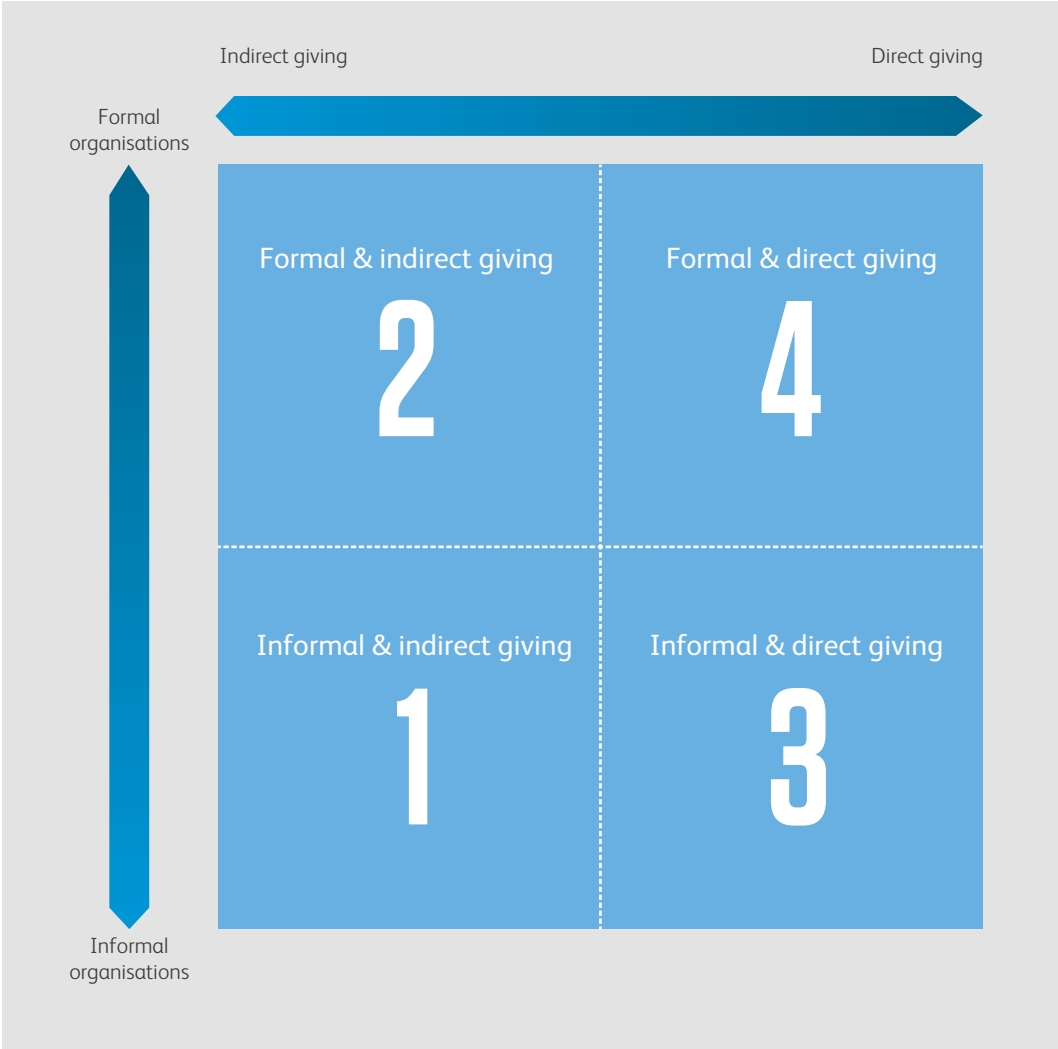 Indirect giving
Direct giving
Formal
organisations
Formal & indirect giving
2
Formal & direct giving
4
Informal & indirect giving
1
Informal & direct giving
3
Informal
organisations